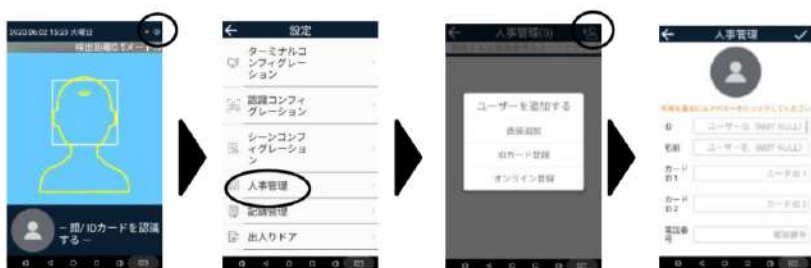 2020.06.02 15:23 火曜日
検出距離0.5メート
– 顔/IDカードを認識
する –
設定
ターミナルコ
ンフィグレー
ション
認識コンフィ
グレーション
シーンコンフ
ィグレーショ
ン
人事管理
記録管理
出入りドア
人事管理(0)
ユーザーを追加する
直接追加
IDカード登録
オンライン登録
人事管理
ID
ユーザーID (NOT NULL)
名前
ユーザー名 (NOT NULL)
カード
ID 1
カードID 1
カード
ID 2
カードID 2
電話番
号
電話番号